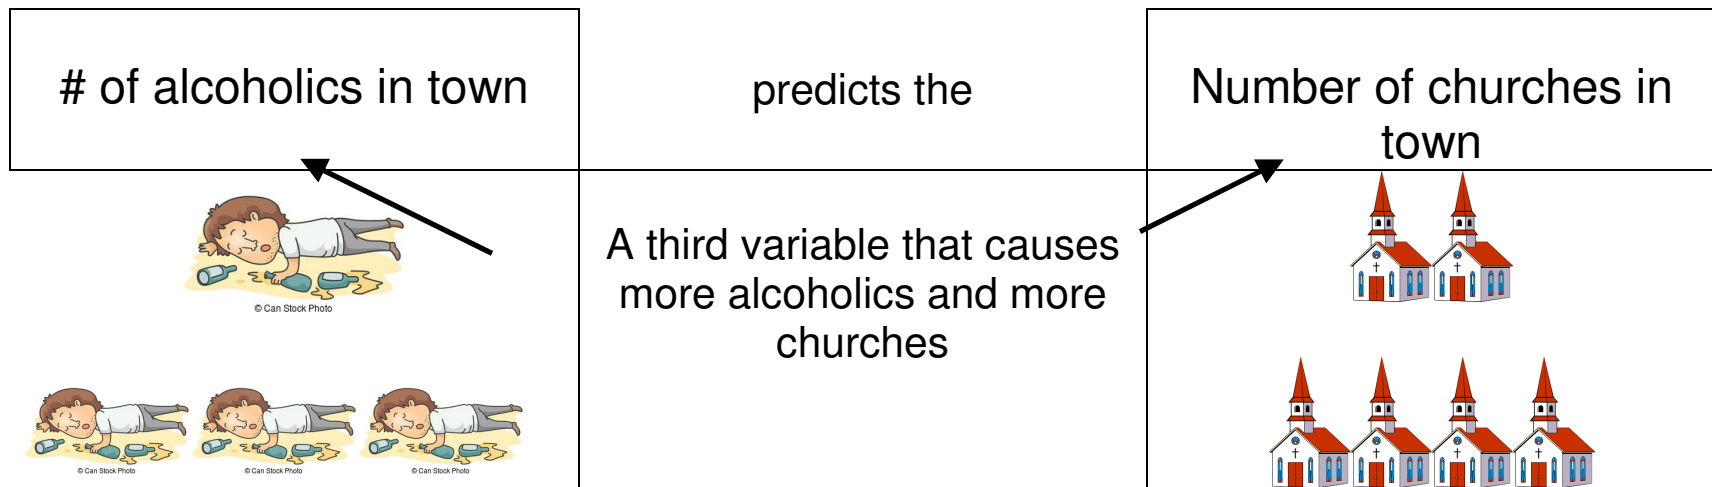 # of alcoholics in town
predicts the
Number of churches in
town
A third variable that causes
more alcoholics and more
churches
© Can Stock Photo
© Can Stock Photo
© Can Stock Photo
© Can Stock Photo